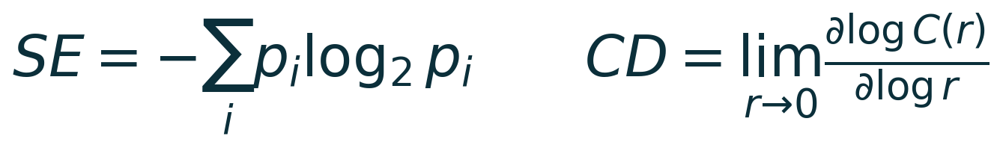 SE = −∑_i p_i log_2 p_i    CD = lim_{r→0} ∂log C(r) / ∂log r